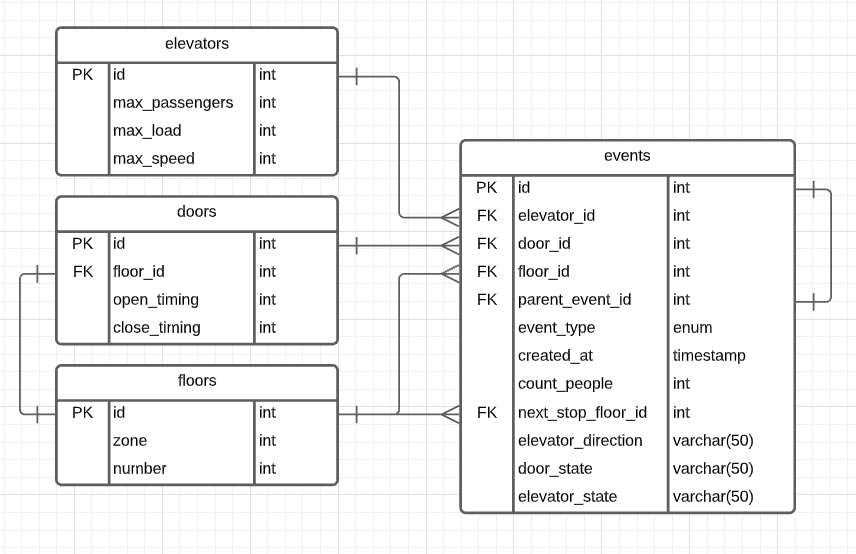 elevators
PK id int
max_passengers int
max_load int
max_speed int
doors
PK id int
FK floor_id int
open_timing int
close_timing int
floors
PK id int
zone int
number int
events
PK id int
FK elevator_id int
FK door_id int
FK floor_id int
FK parent_event_id int
event_type enum
created_at timestamp
count_people int
FK next_stop_floor_id int
elevator_direction varchar(50)
door_state varchar(50)
elevator_state varchar(50)